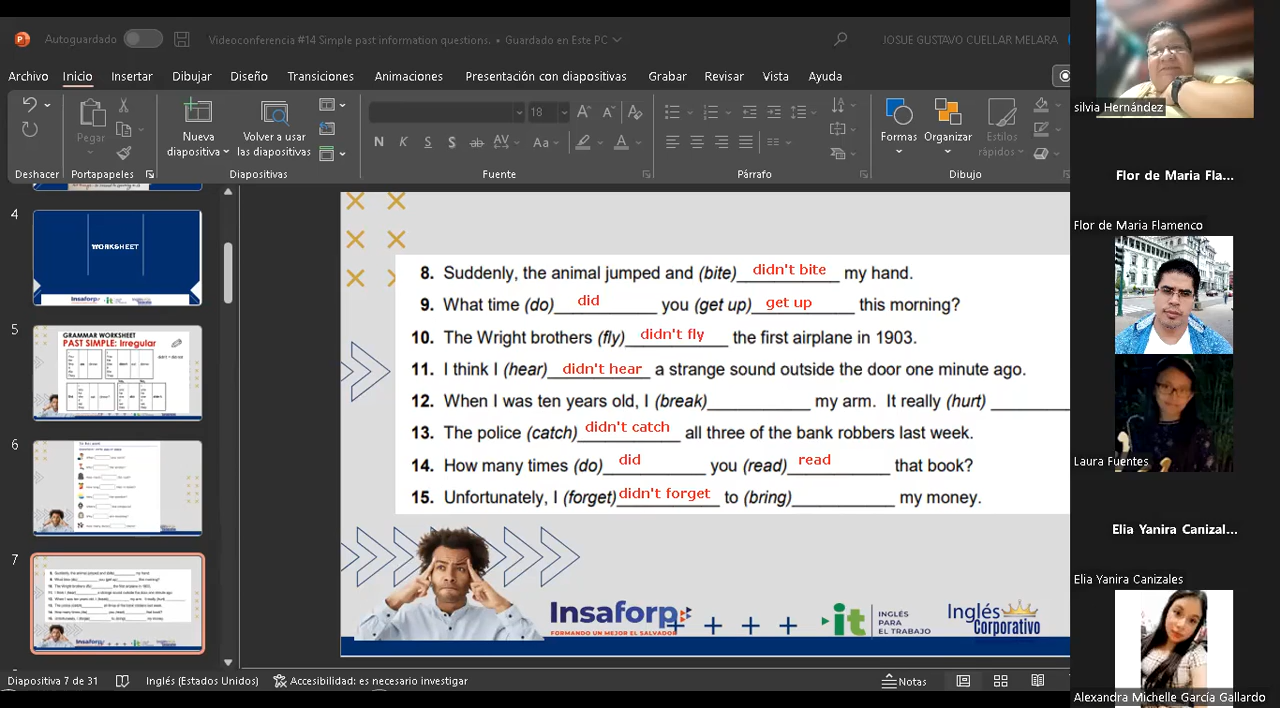 Autoguardado
Videoconferencia #14 Simple past information questions. • Guardado en Este PC
JOSUE GUSTAVO CUELLAR MELARA
Archivo Inicio Insertar Dibujar Diseño Transiciones Animaciones Presentación con diapositivas Grabar Revisar Vista Ayuda
Pegar
Nueva diapositiva
Volver a usar las diapositivas
18
N K S S ab AV Aa A
Formas Organizar Estilos rápidos
Deshacer Portapapeles Diapositivas Fuente Párrafo Dibujo
4
WORKSHEET
5
GRAMMAR WORKSHEET
PAST SIMPLE: Irregular
6
7
8. Suddenly, the animal jumped and (bite) didn't bite my hand.
9. What time (do) did you (get up) get up this morning?
10. The Wright brothers (fly) didn't fly the first airplane in 1903.
11. I think I (hear) didn't hear a strange sound outside the door one minute ago.
12. When I was ten years old, I (break)____________ my arm. It really (hurt) ________
13. The police (catch) didn't catch all three of the bank robbers last week.
14. How many times (do) did you (read) read that book?
15. Unfortunately, I (forget) didn't forget to (bring)____________ my money.
Insaforp
FORMANDO UN MEJOR EL SALVADOR
it INGLÉS PARA EL TRABAJO
Inglés Corporativo
Diapositiva 7 de 31 Inglés (Estados Unidos) Accesibilidad: es necesario investigar Notas
silvia Hernández
Flor de Maria Fla...
Flor de Maria Flamenco
Laura Fuentes
Elia Yanira Canizal...
Elia Yanira Canizales
Alexandra Michelle García Gallardo